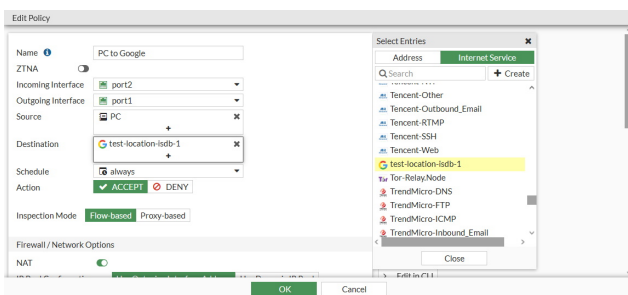 Edit Policy
Name
PC to Google
ZTNA
Incoming Interface
port2
Outgoing Interface
port1
Source
PC
+
Destination
test-location-isdb-1
+
Schedule
always
Action
ACCEPT
DENY
Inspection Mode
Flow-based
Proxy-based
Firewall / Network Options
NAT
OK
Cancel
Select Entries
Address
Internet Service
Search
+ Create
Tencent-Other
Tencent-Outbound_Email
Tencent-RTMP
Tencent-SSH
Tencent-Web
test-location-isdb-1
Tor Tor-Relay.Node
TrendMicro-DNS
TrendMicro-FTP
TrendMicro-ICMP
TrendMicro-Inbound_Email
Close
Edit in CLI